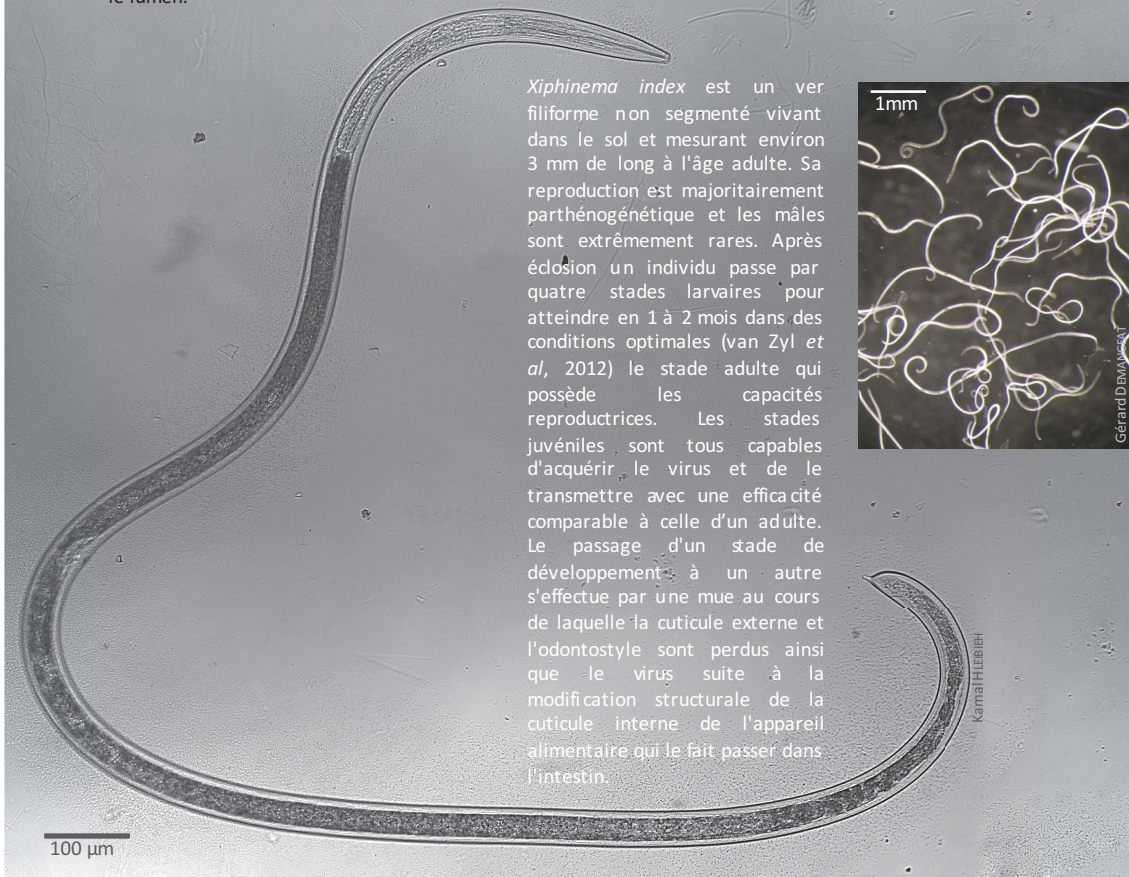 le lumen.
Xiphinema index est un ver
filiforme non segmenté vivant
dans le sol et mesurant environ
3 mm de long à l'âge adulte. Sa
reproduction est majoritairement
parthénogénétique et les mâles
sont extrêmement rares. Après
éclosion un individu passe par
quatre stades larvaires pour
atteindre en 1 à 2 mois dans des
conditions optimales (van Zyl et
al, 2012) le stade adulte qui
possède les capacités
reproductrices. Les stades
juvéniles sont tous capables
d'acquérir le virus et de le
transmettre avec une efficacité
comparable à celle d’un adulte.
Le passage d'un stade de
développement à un autre
s'effectue par une mue au cours
de laquelle la cuticule externe et
l'odontostyle sont perdus ainsi
que le virus suite à la
modification structurale de la
cuticule interne de l'appareil
alimentaire qui le fait passer dans
l'intestin.
1mm
Gérard DEMANGEAT
Kamal HLEIBIEH
100 µm